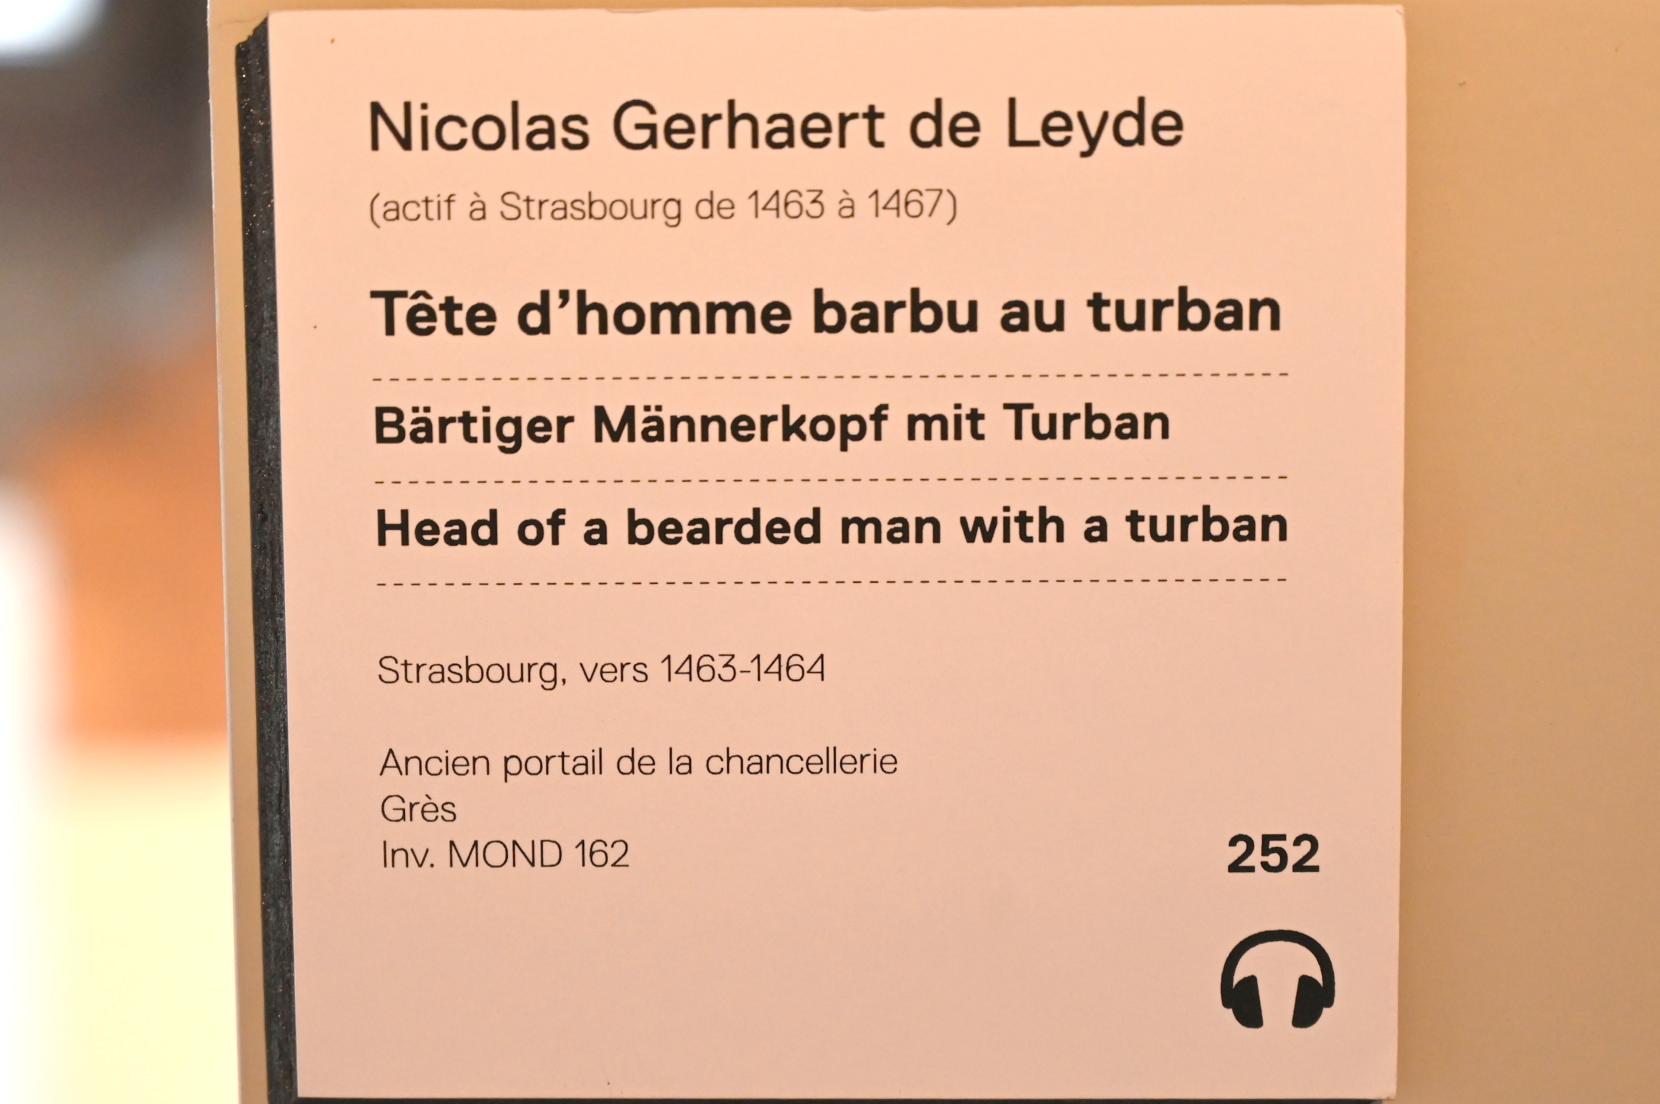 Nicolas Gerhaert de Leyde
(actif à Strasbourg de 1463 à 1467)
Tête d’homme barbu au turban
Bärtiger Männerkopf mit Turban
Head of a bearded man with a turban
Strasbourg, vers 1463-1464
Ancien portail de la chancellerie
Grès
Inv. MOND 162
252